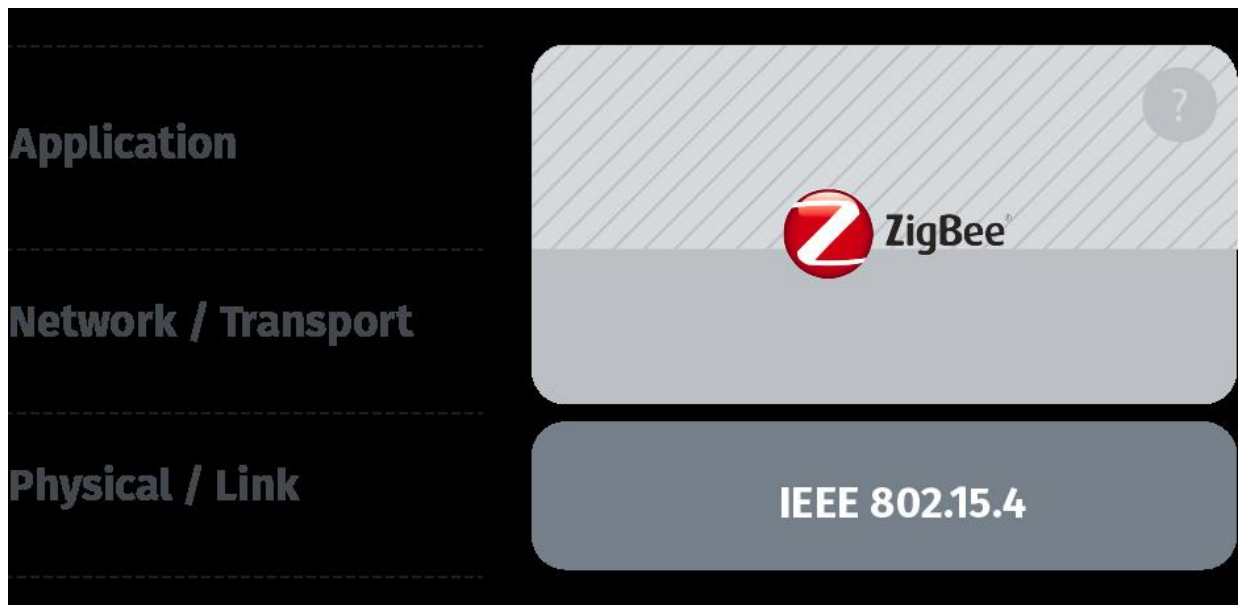 Application
?
ZigBee®
Network / Transport
Physical / Link
IEEE 802.15.4